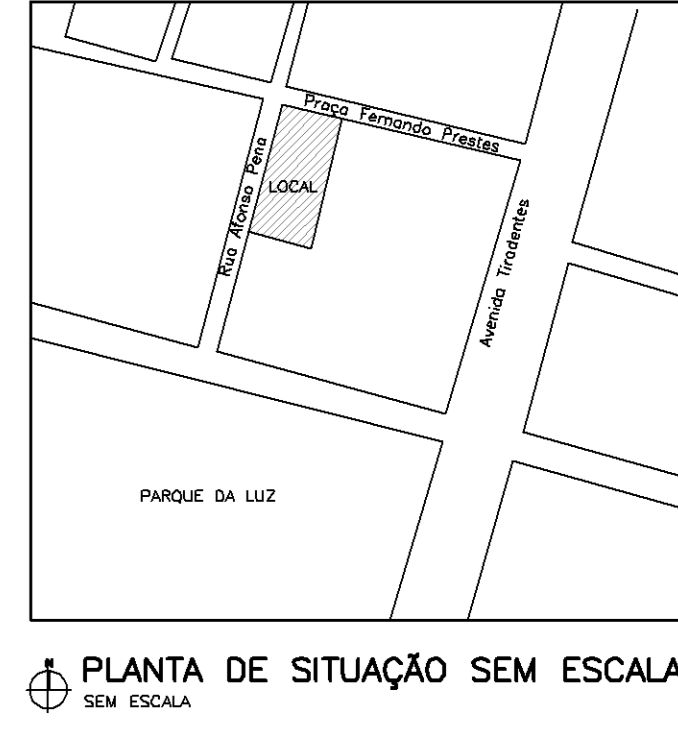 Praça Fernando Prestes
Rua Afonso Pena
LOCAL
Avenida Tiradentes
PARQUE DA LUZ
N
PLANTA DE SITUAÇÃO SEM ESCALA
SEM ESCALA